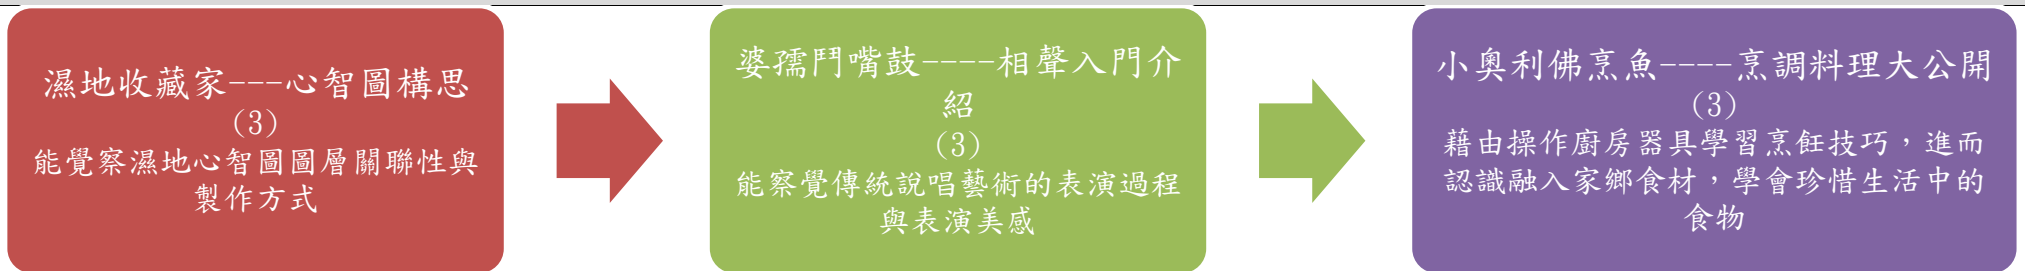 濕地收藏家---心智圖構思
(3)
能覺察濕地心智圖圖層關聯性與
製作方式
婆孺鬥嘴鼓----相聲入門介
紹
(3)
能察覺傳統說唱藝術的表演過程
與表演美感
小奧利佛烹魚----烹調料理大公開
(3)
藉由操作廚房器具學習烹飪技巧，進而
認識融入家鄉食材，學會珍惜生活中的
食物